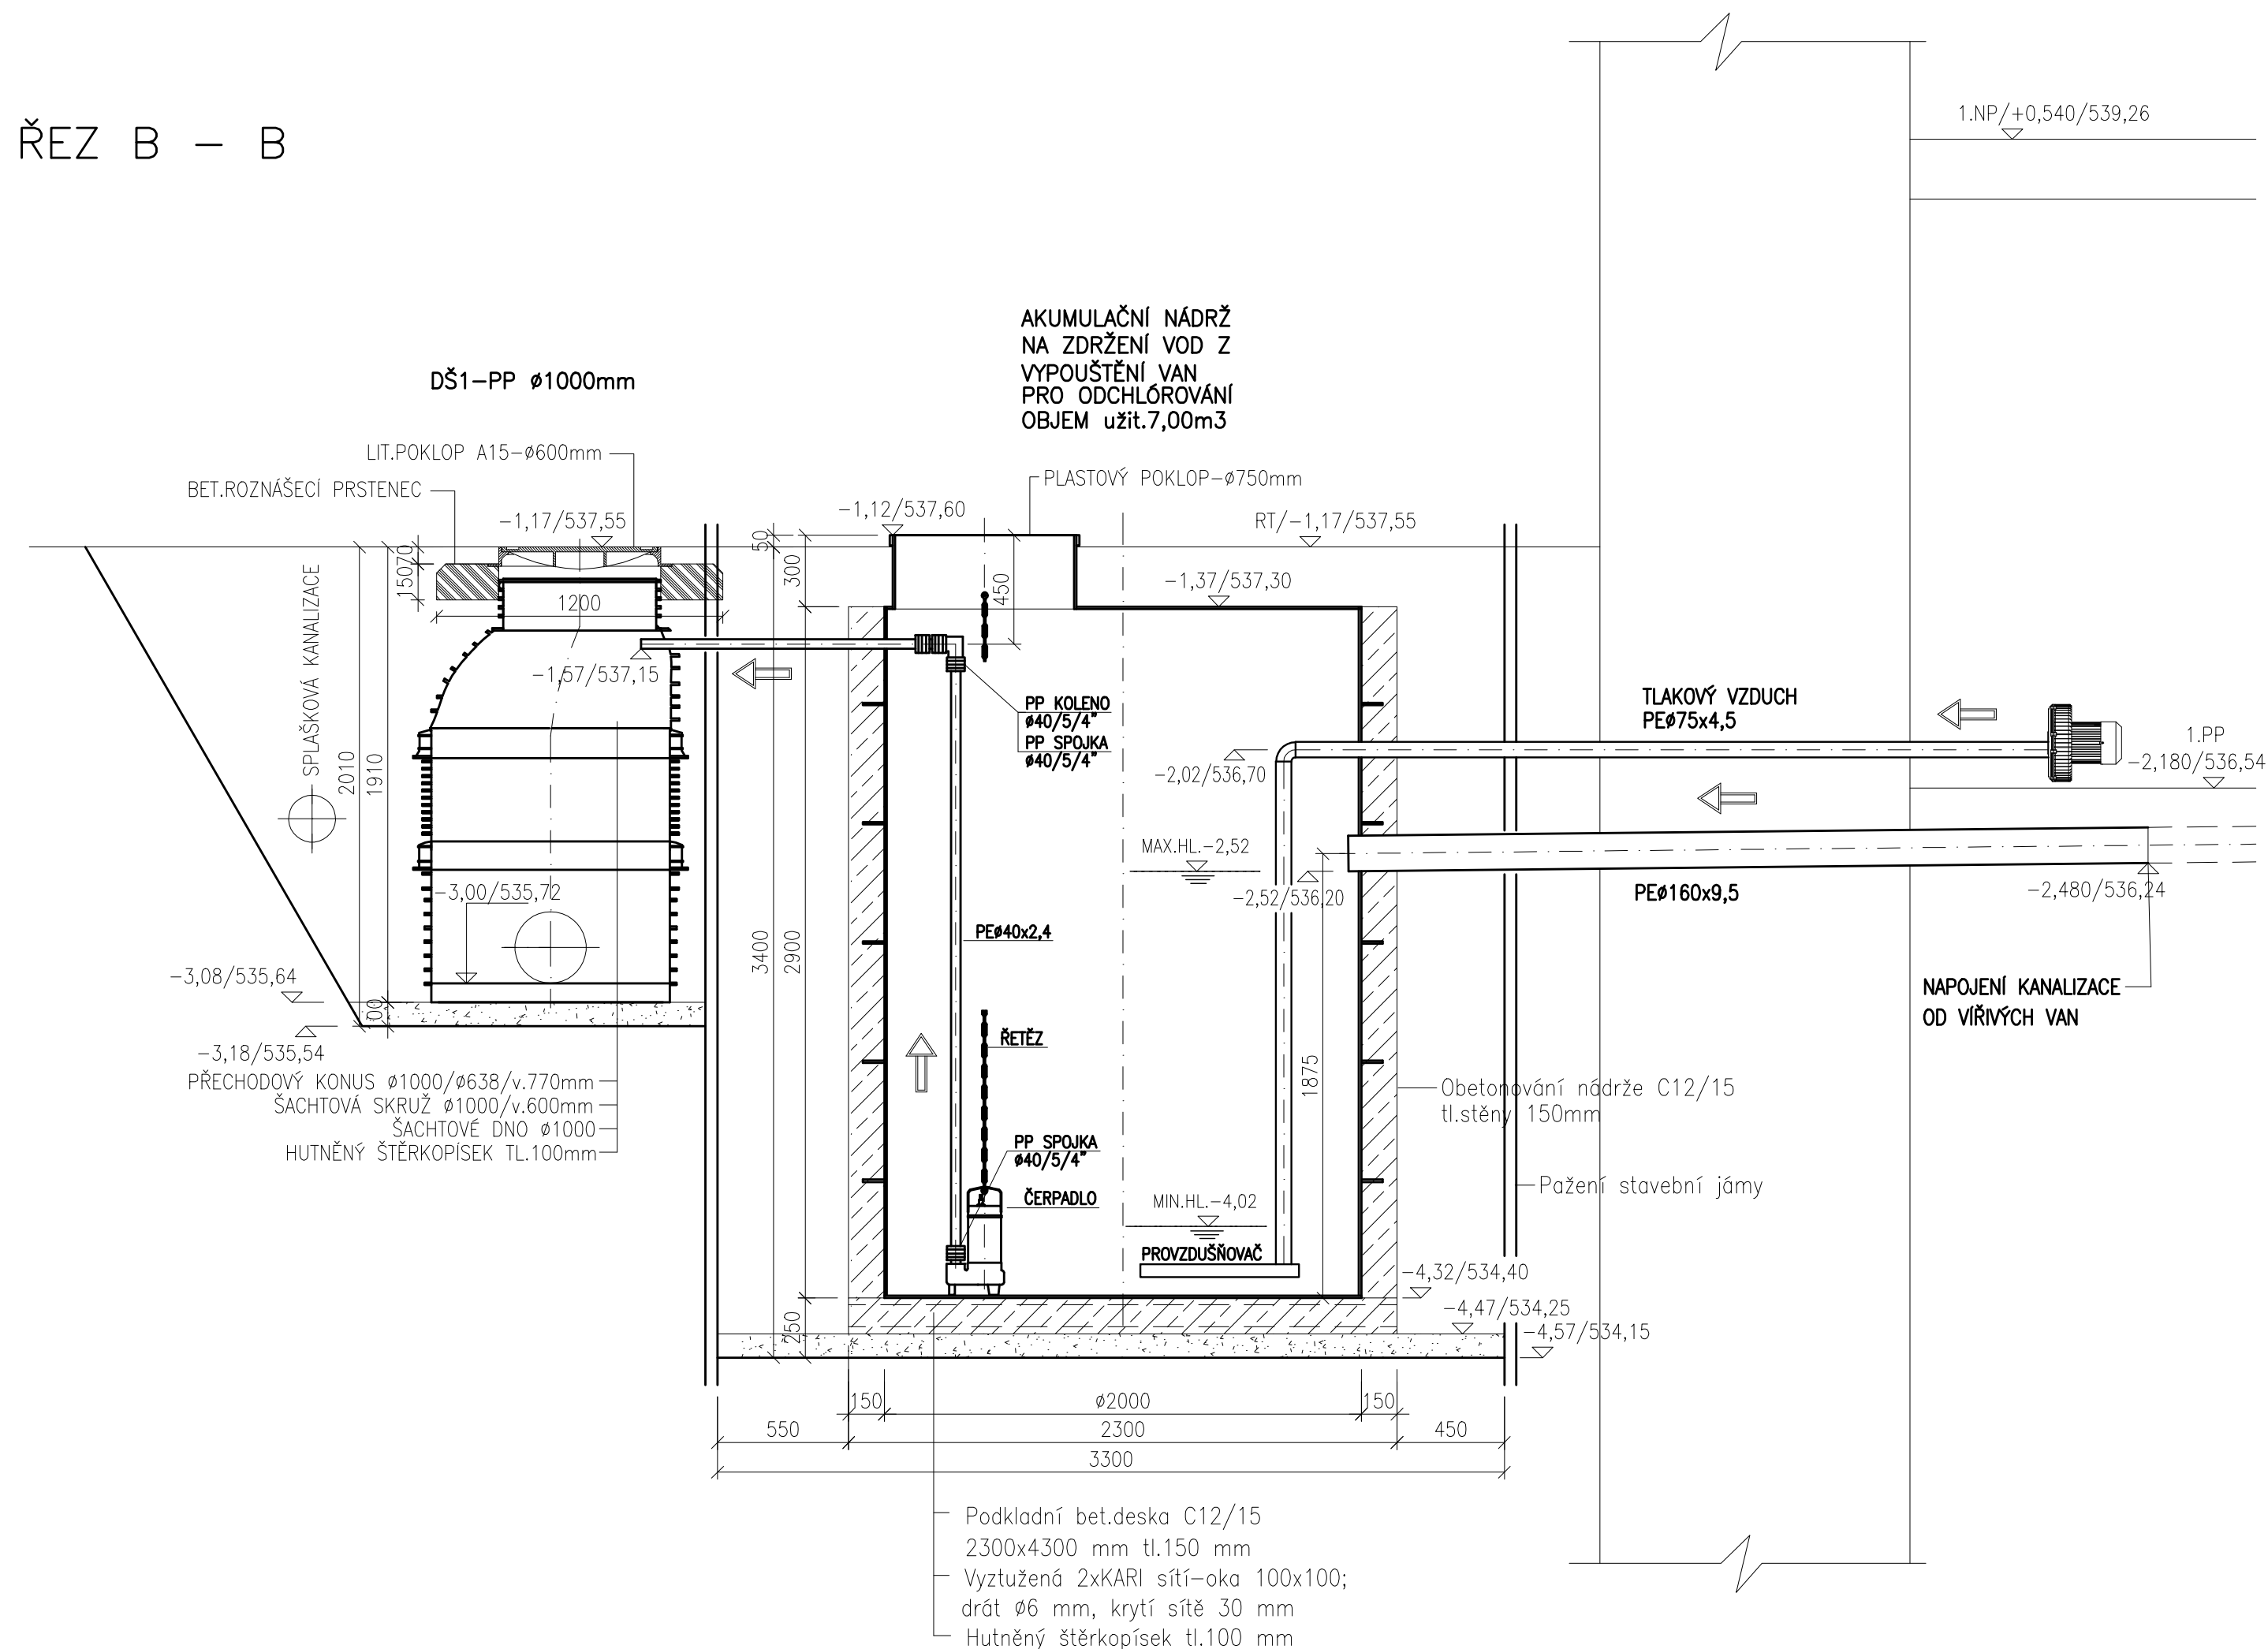 ŘEZ B – B
1.NP/+0,540/539,26
AKUMULAČNÍ NÁDRŽ
NA ZDRŽENÍ VOD Z
VYPOUŠTĚNÍ VAN
PRO ODCHLÓROVÁNÍ
OBJEM užit.7,00m3
DŠ1–PP ø1000mm
LIT.POKLOP A15–ø600mm
BET.ROZNÁŠECÍ PRSTENEC
PLASTOVÝ POKLOP–ø750mm
–1,17/537,55
–1,12/537,60
RT/–1,17/537,55
50
70
150
300
450
1200
–1,37/537,30
–1,57/537,15
SPLAŠKOVÁ KANALIZACE
2010
1910
PP KOLENO
ø40/5/4"
PP SPOJKA
ø40/5/4"
TLAKOVÝ VZDUCH
PEø75x4,5
1.PP
–2,180/536,54
–2,02/536,70
MAX.HL.–2,52
–2,52/536,20
PEø160x9,5
–2,480/536,24
–3,00/535,72
PEø40x2,4
3400
2900
–3,08/535,64
NAPOJENÍ KANALIZACE
OD VÍŘIVÝCH VAN
–3,18/535,54
ŘETĚZ
1875
PŘECHODOVÝ KONUS ø1000/ø638/v.770mm
ŠACHTOVÁ SKRUŽ ø1000/v.600mm
ŠACHTOVÉ DNO ø1000
HUTNĚNÝ ŠTĚRKOPÍSEK TL.100mm
Obetonování nádrže C12/15
tl.stěny 150mm
PP SPOJKA
ø40/5/4"
ČERPADLO
Pažení stavební jámy
MIN.HL.–4,02
PROVZDUŠŇOVAČ
–4,32/534,40
–4,47/534,25
–4,57/534,15
250
150
ø2000
150
550
2300
450
3300
Podkladní bet.deska C12/15
2300x4300 mm tl.150 mm
Vyztužená 2xKARI sítí–oka 100x100;
drát ø6 mm, krytí sítě 30 mm
Hutněný štěrkopísek tl.100 mm